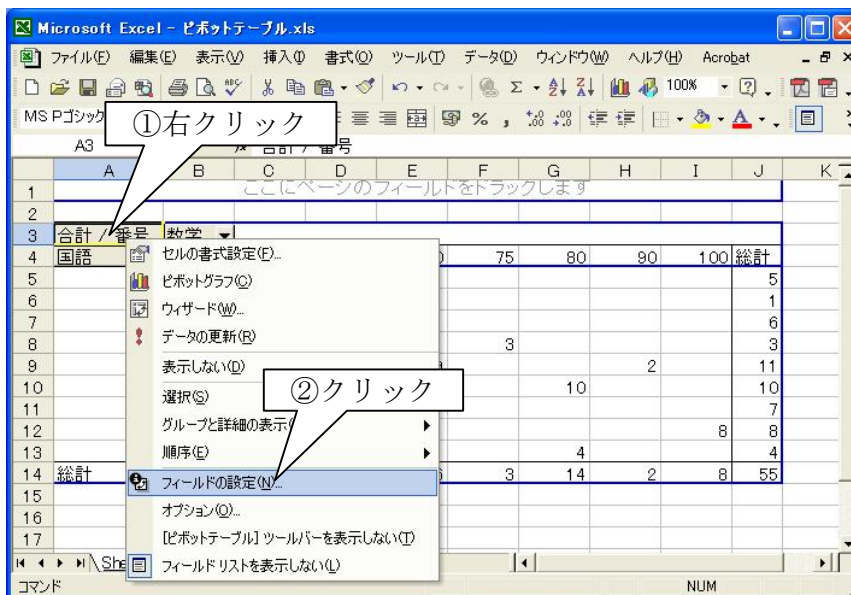 Microsoft Excel - ピボットテーブル.xls
ファイル(F) 編集(E) 表示(V) 挿入(I) 書式(O) ツール(T) データ(D) ウィンドウ(W) ヘルプ(H) Acrobat
100%
MS Pゴシック
①右クリック
A3 合計 / 番号
A B C D E F G H I J K
1 ここにページのフィールドをドラッグします
2
3 合計 / 番号 数学
4 国語 75 80 90 100 総計
5 5
6 1
7 6
8 3 3
9 2 11
10 10 10
11 7
12 8 8
13 4 4
14 総計 3 14 2 8 55
15
16
17
セルの書式設定(F)...
ピボットグラフ(C)
ウィザード(W)...
データの更新(R)
表示しない(D)
選択(S)
②クリック
グループと詳細の表示
順序(E)
フィールドの設定(N)...
オプション(O)...
[ピボットテーブル] ツールバーを表示しない(T)
フィールド リストを表示しない(L)
コマンド NUM